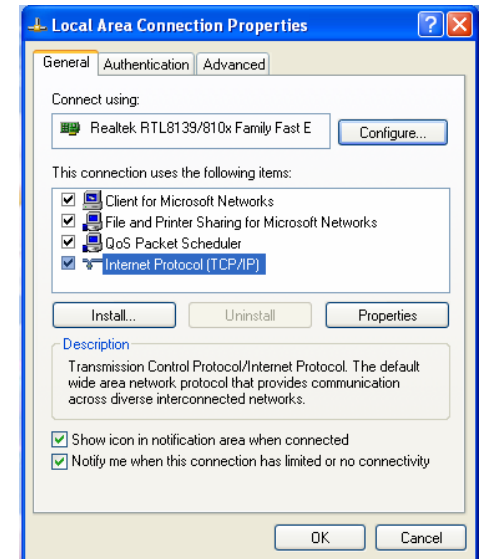 Local Area Connection Properties
General Authentication Advanced
Connect using:
Realtek RTL8139/810x Family Fast E
Configure...
This connection uses the following items:
Client for Microsoft Networks
File and Printer Sharing for Microsoft Networks
QoS Packet Scheduler
Internet Protocol (TCP/IP)
Install... Uninstall Properties
Description
Transmission Control Protocol/Internet Protocol. The default
wide area network protocol that provides communication
across diverse interconnected networks.
Show icon in notification area when connected
Notify me when this connection has limited or no connectivity
OK Cancel